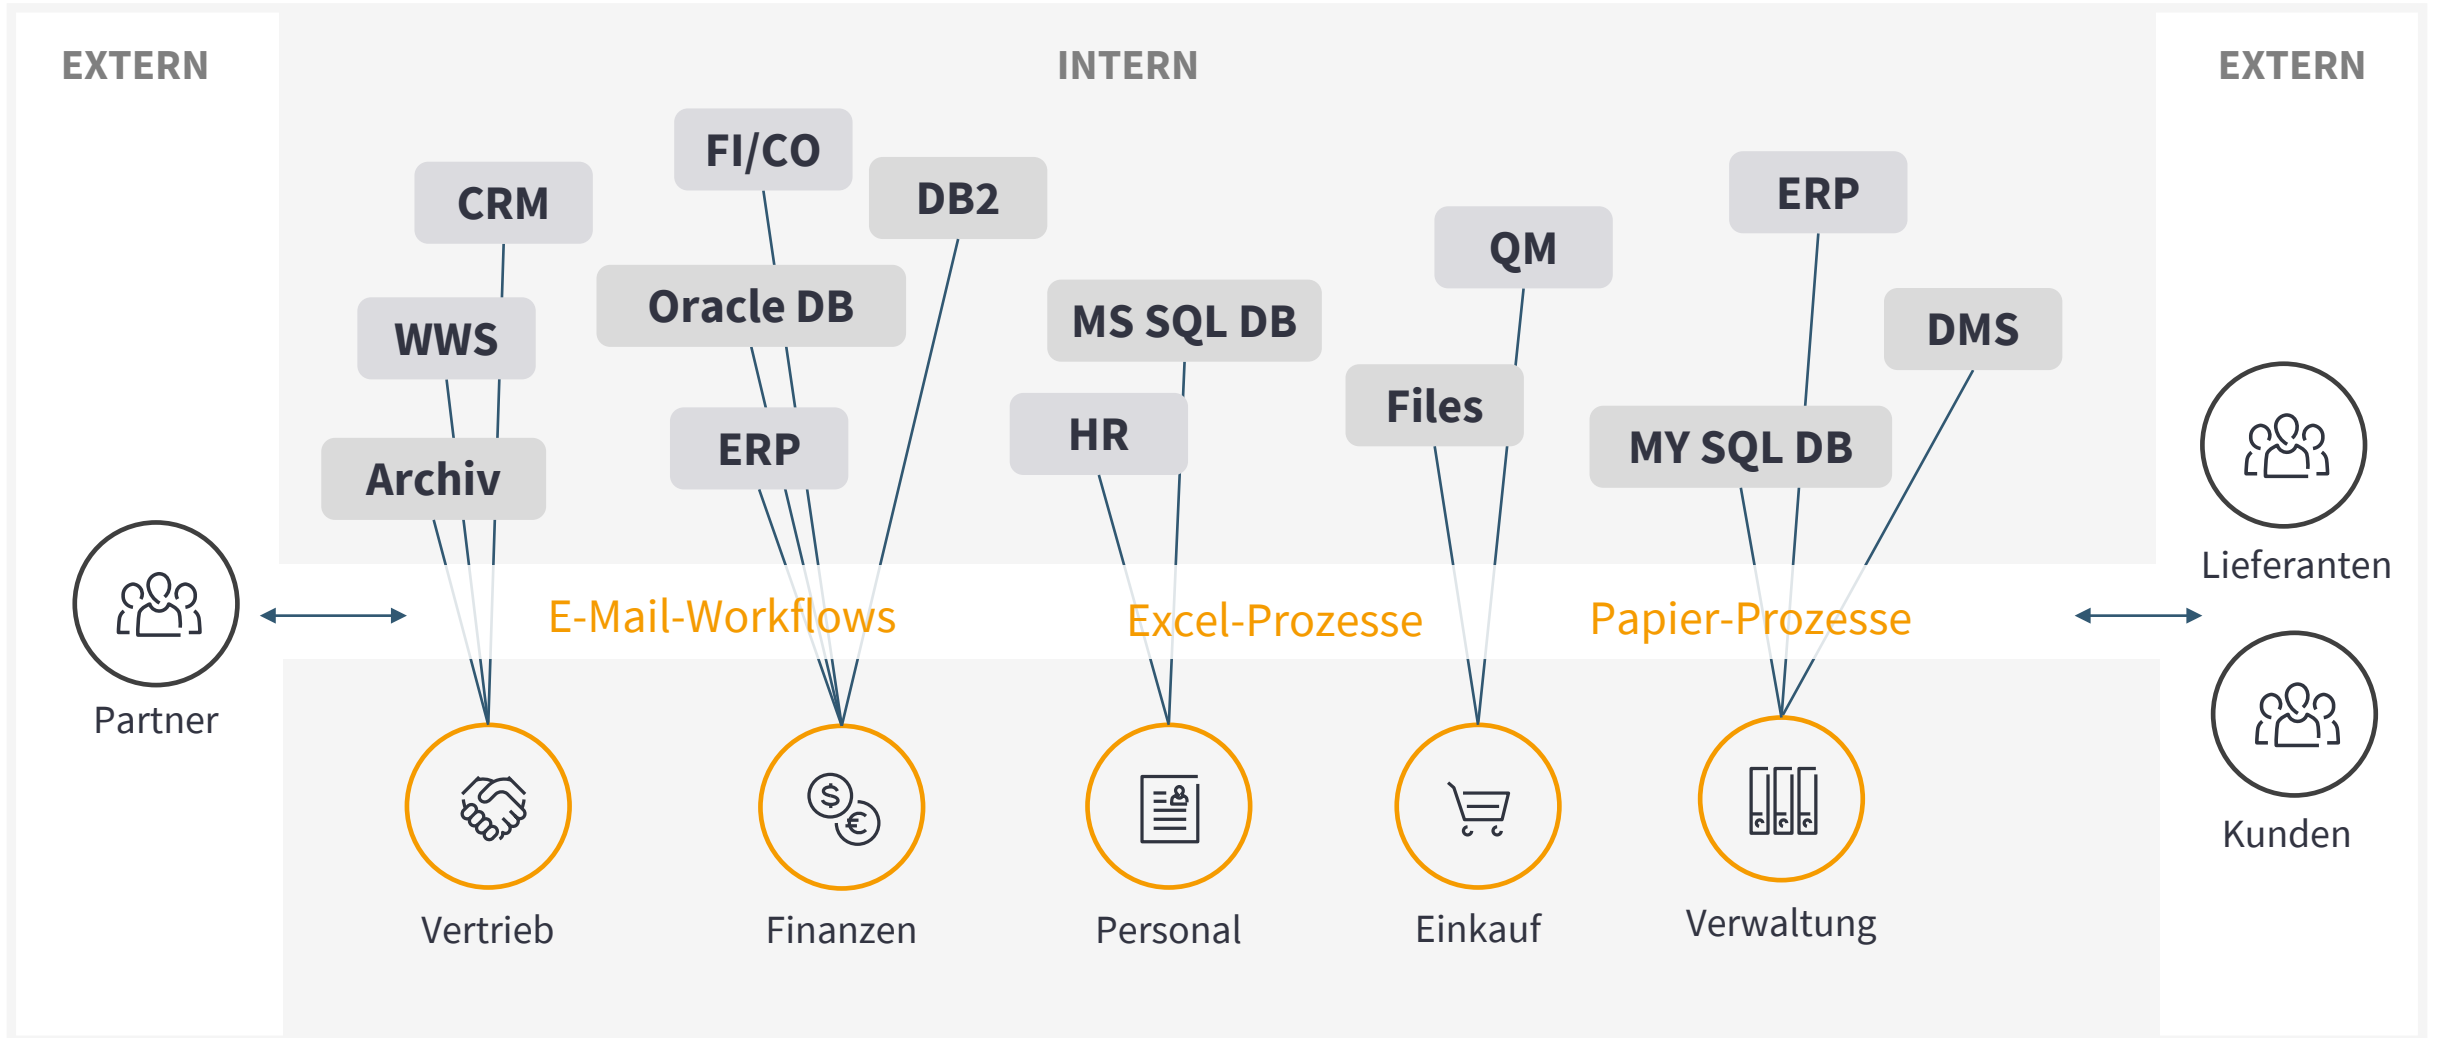 EXTERN
INTERN
EXTERN
FI/CO
CRM
DB2
ERP
QM
Oracle DB
MS SQL DB
WWS
DMS
Files
HR
ERP
MY SQL DB
Archiv
Lieferanten
E-Mail-Workflows
Excel-Prozesse
Papier-Prozesse
Partner
Kunden
Vertrieb
Finanzen
Personal
Einkauf
Verwaltung